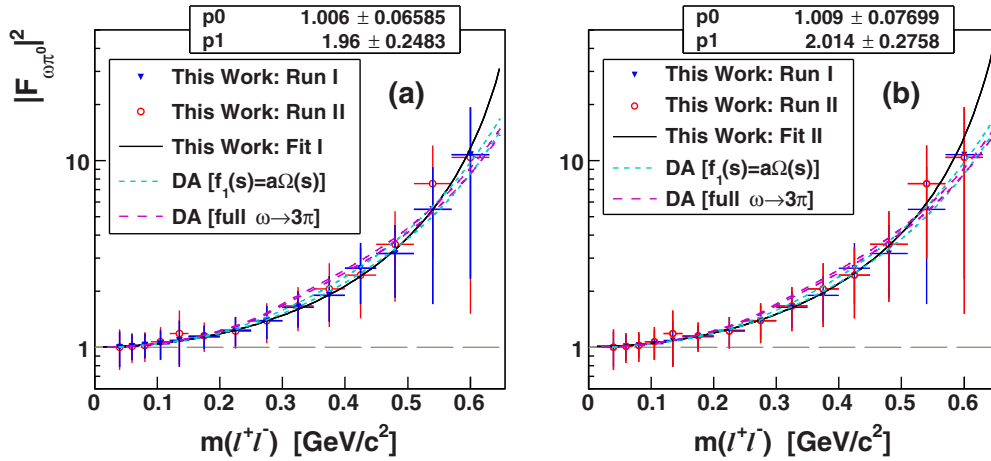 p0 1.006 ± 0.06585
p1 1.96 ± 0.2483
|F_ωπ⁰|²
This Work: Run I
This Work: Run II
This Work: Fit I
DA [f₁(s)=aΩ(s)]
DA [full ω→3π]
(a)
10
1
0 0.1 0.2 0.3 0.4 0.5 0.6
m(l⁺l⁻) [GeV/c²]
p0 1.009 ± 0.07699
p1 2.014 ± 0.2758
This Work: Run I
This Work: Run II
This Work: Fit II
DA [f₁(s)=aΩ(s)]
DA [full ω→3π]
(b)
10
1
0 0.1 0.2 0.3 0.4 0.5 0.6
m(l⁺l⁻) [GeV/c²]